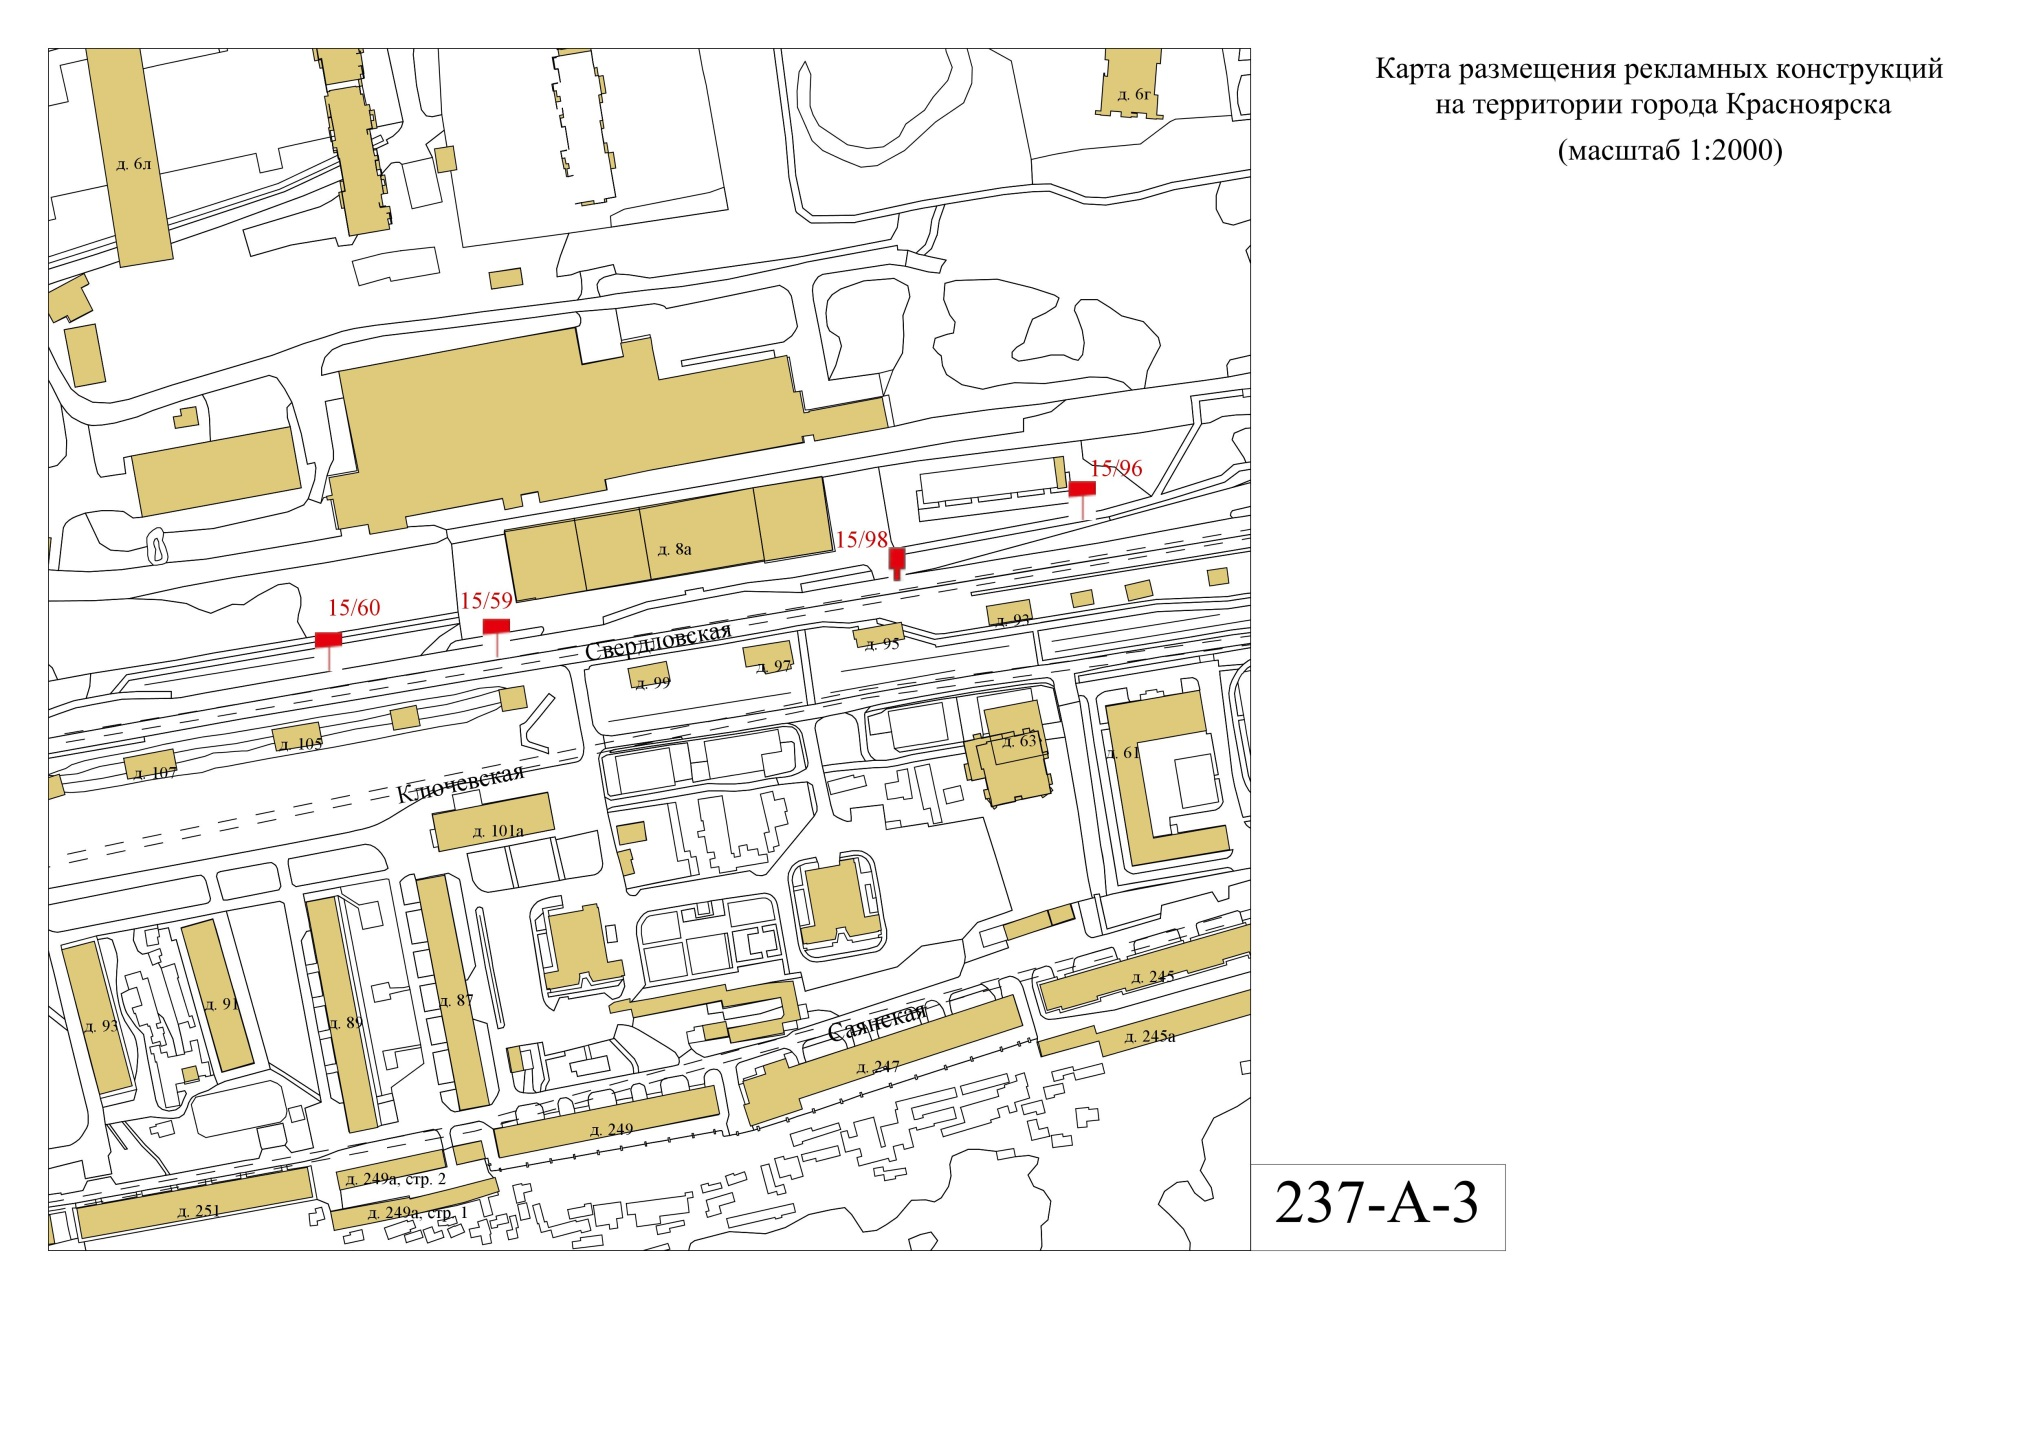 Карта размещения рекламных конструкций
на территории города Красноярска
(масштаб 1:2000)
д. 6г
д. 6л
15/96
15/98
д. 8а
15/60
15/59
Свердловская
д. 93
д. 95
д. 97
д. 99
д. 105
д. 107
д. 63
д. 61
Ключевская
д. 101а
д. 245
д. 87
д. 91
д. 89
д. 93
Саянская
д. 245а
д. 247
д. 249
д. 249а, стр. 2
д. 251
д. 249а, стр. 1
237-А-3